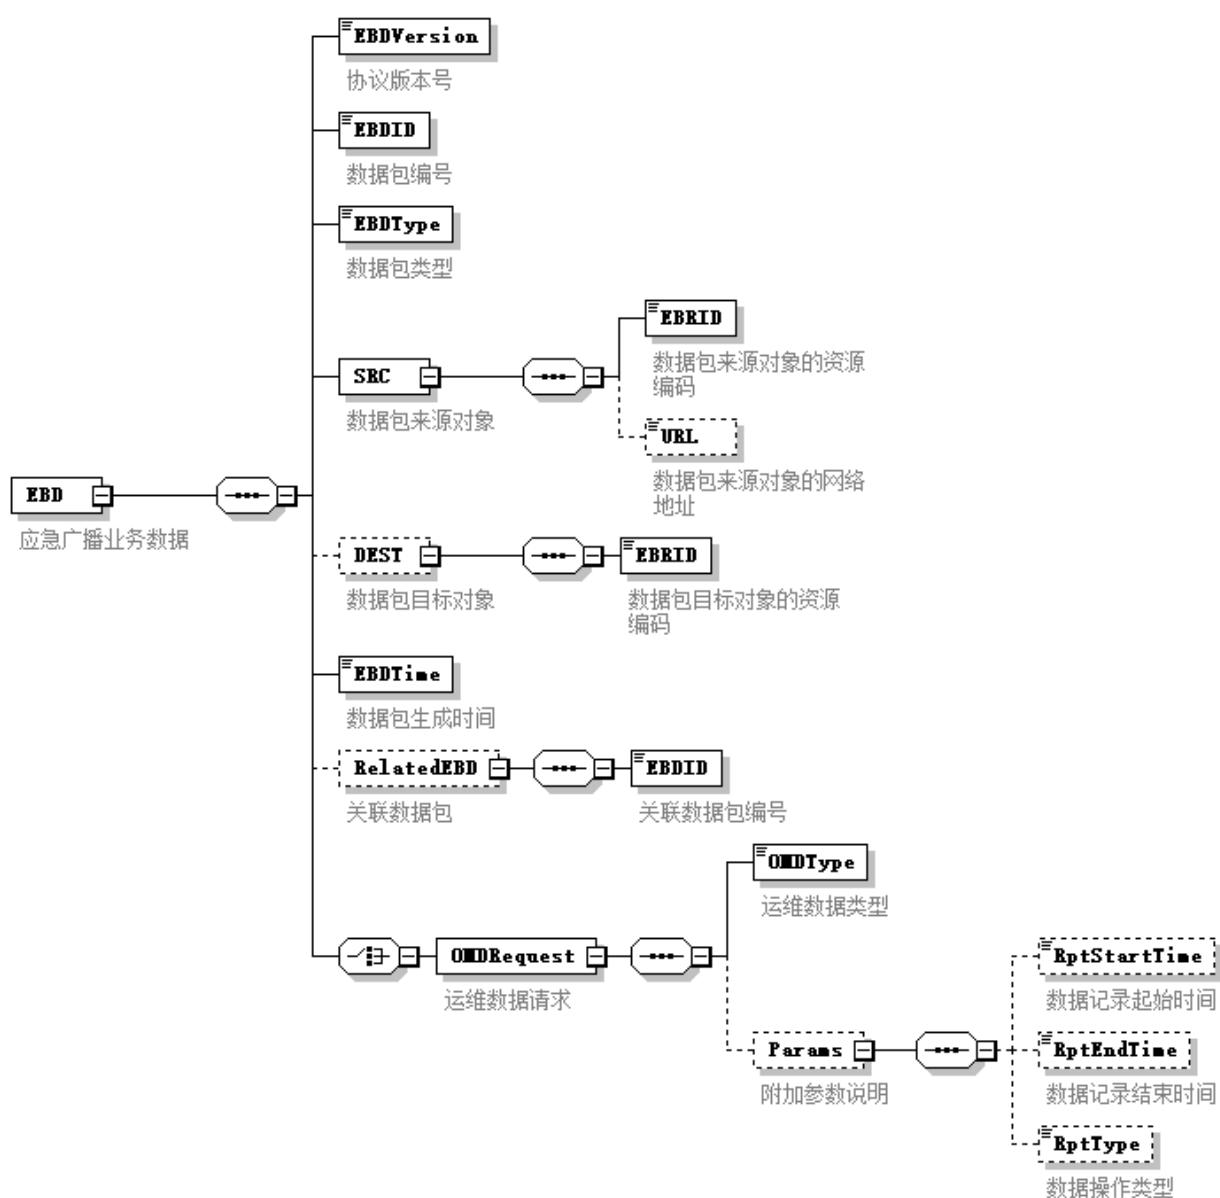 EBDVersion
协议版本号
EBDID
数据包编号
EBDType
数据包类型
EBRID
数据包来源对象的资源
编码
SRC
数据包来源对象
URL
数据包来源对象的网络
地址
EBD
应急广播业务数据
DEST
数据包目标对象
EBRID
数据包目标对象的资源
编码
EBDTime
数据包生成时间
RelatedEBD
关联数据包
EBDID
关联数据包编号
OMDType
运维数据类型
OMDRequest
运维数据请求
RptStartTime
数据记录起始时间
Params
附加参数说明
RptEndTime
数据记录结束时间
RptType
数据操作类型